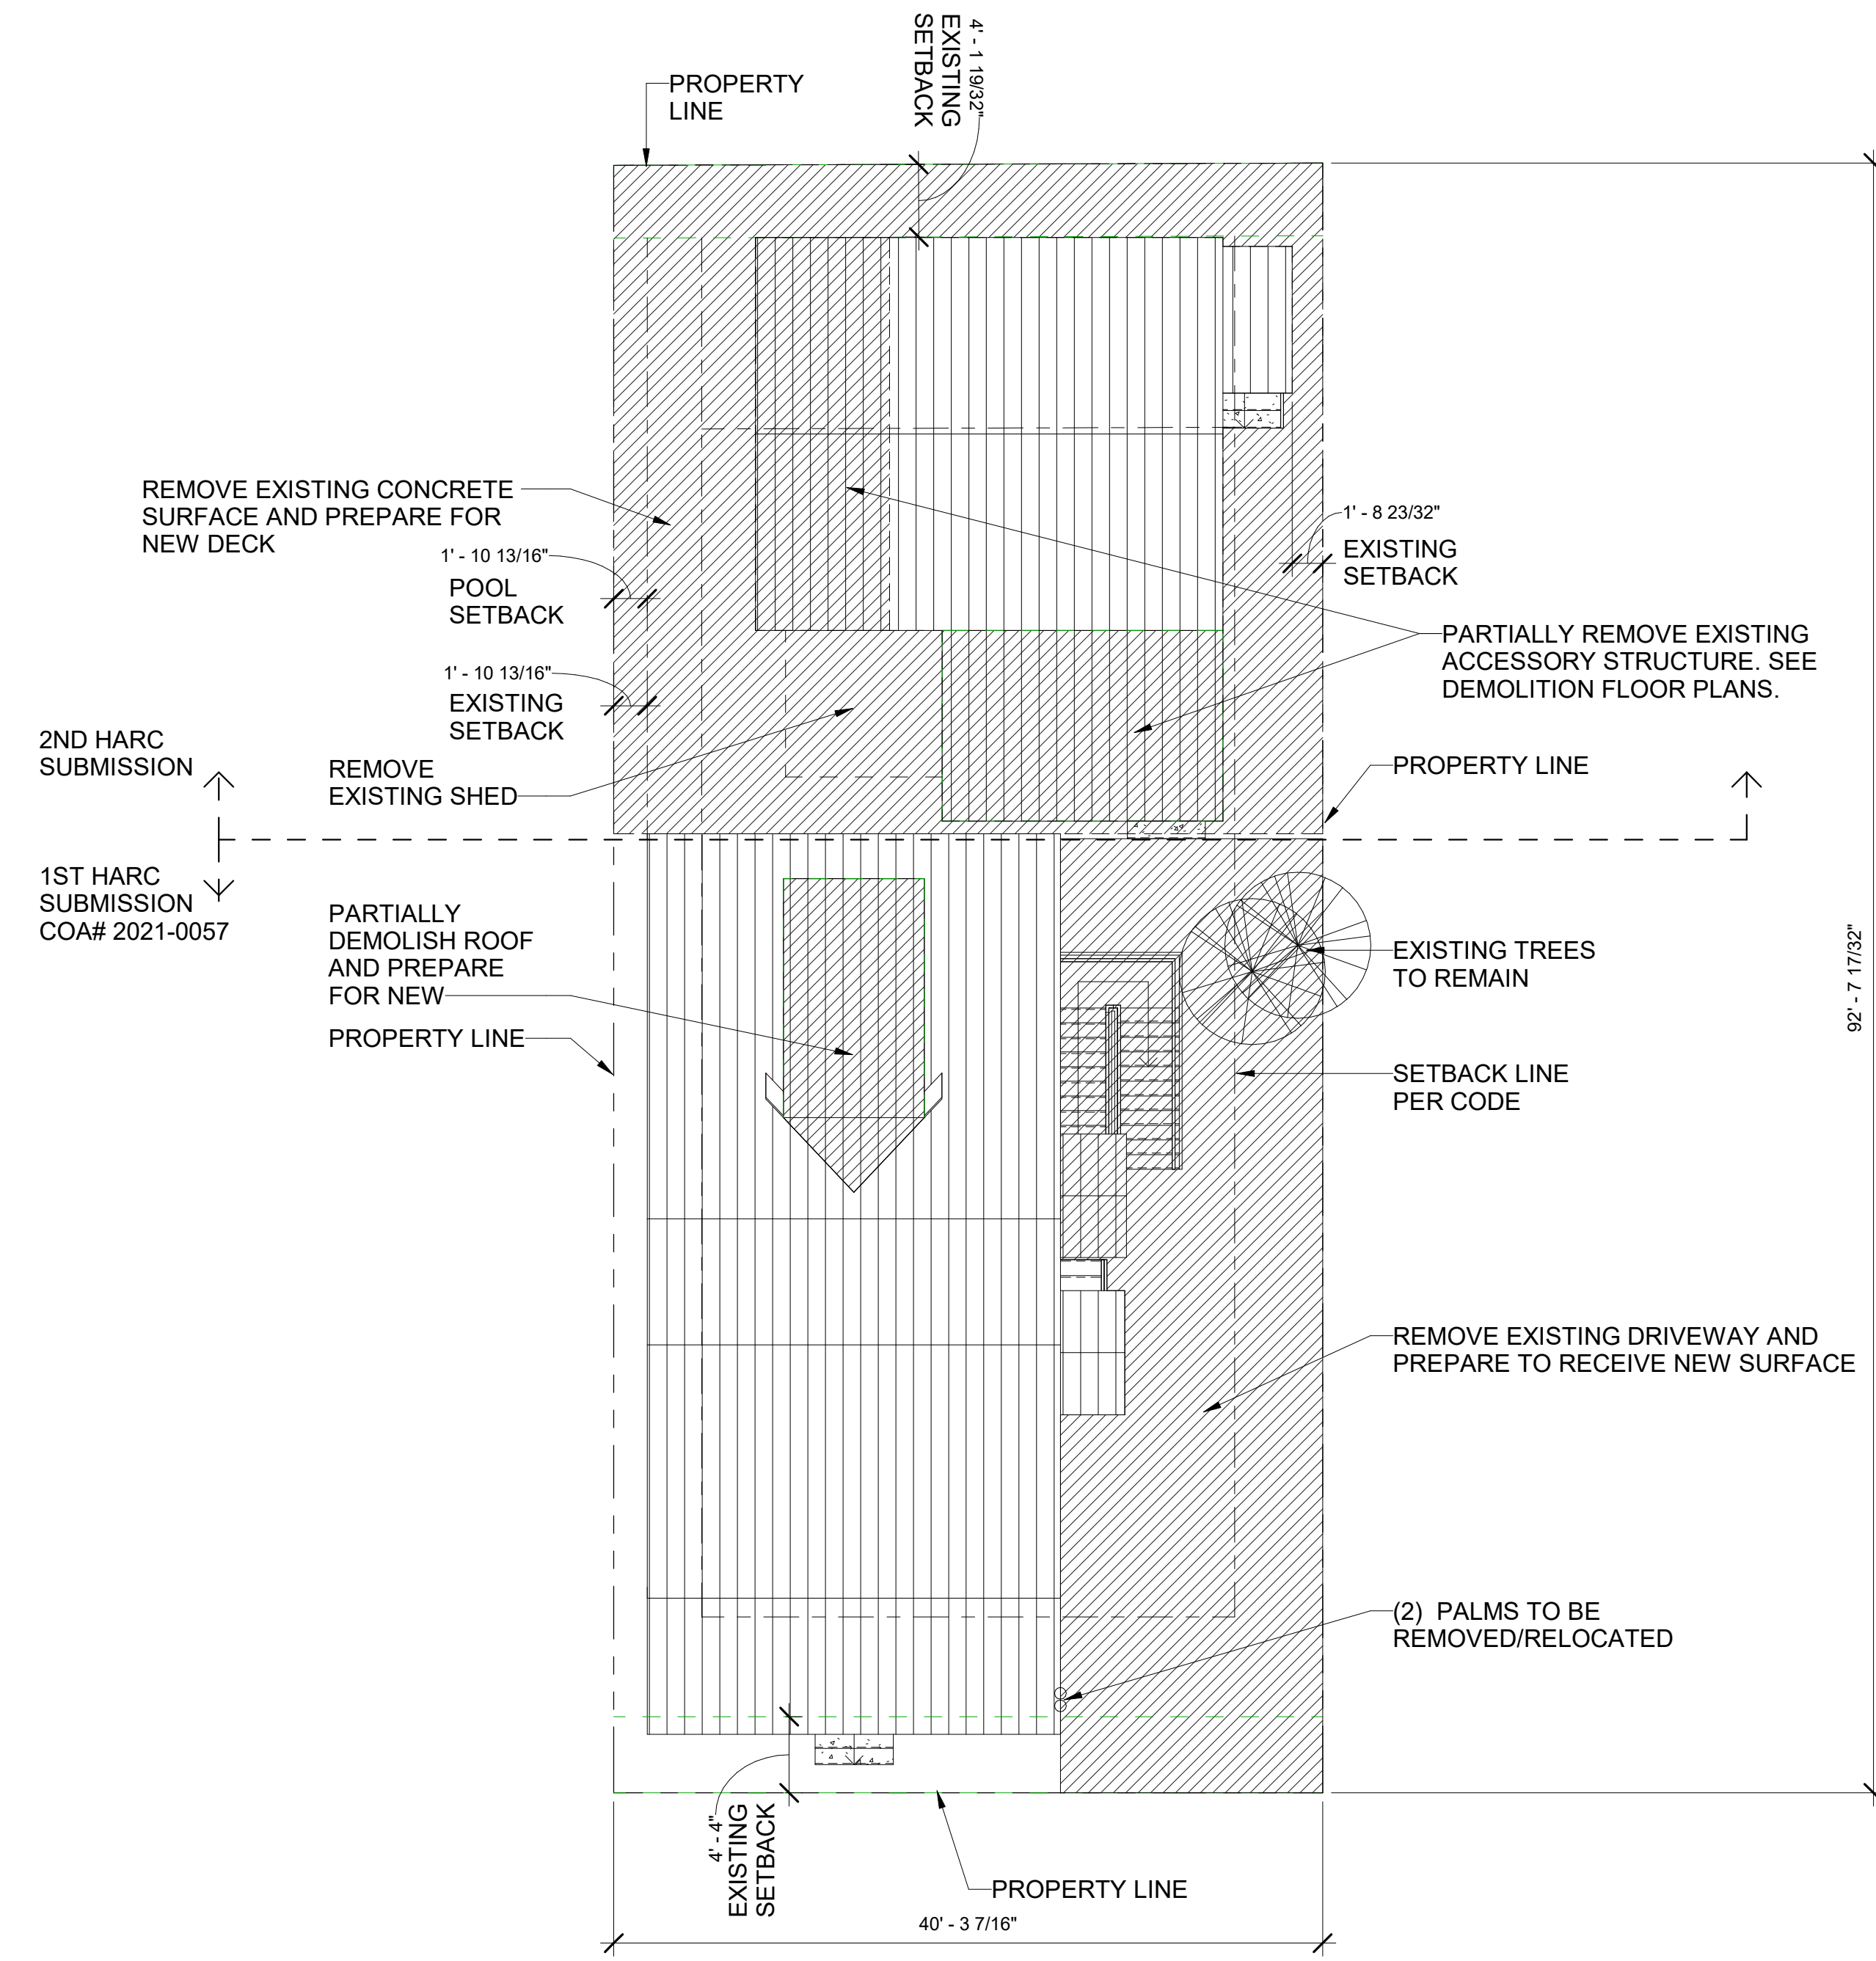 4' - 1 19/32"
EXISTING
SETBACK
PROPERTY
LINE
REMOVE EXISTING CONCRETE
SURFACE AND PREPARE FOR
NEW DECK
1' - 10 13/16"
POOL
SETBACK
1' - 8 23/32"
EXISTING
SETBACK
PARTIALLY REMOVE EXISTING
ACCESSORY STRUCTURE. SEE
DEMOLITION FLOOR PLANS.
1' - 10 13/16"
EXISTING
SETBACK
2ND HARC
SUBMISSION
REMOVE
EXISTING SHED
PROPERTY LINE
1ST HARC
SUBMISSION
COA# 2021-0057
PARTIALLY
DEMOLISH ROOF
AND PREPARE
FOR NEW
PROPERTY LINE
EXISTING TREES
TO REMAIN
92' - 7 17/32"
SETBACK LINE
PER CODE
REMOVE EXISTING DRIVEWAY AND
PREPARE TO RECEIVE NEW SURFACE
(2) PALMS TO BE
REMOVED/RELOCATED
4' - 4"
EXISTING
SETBACK
PROPERTY LINE
40' - 3 7/16"